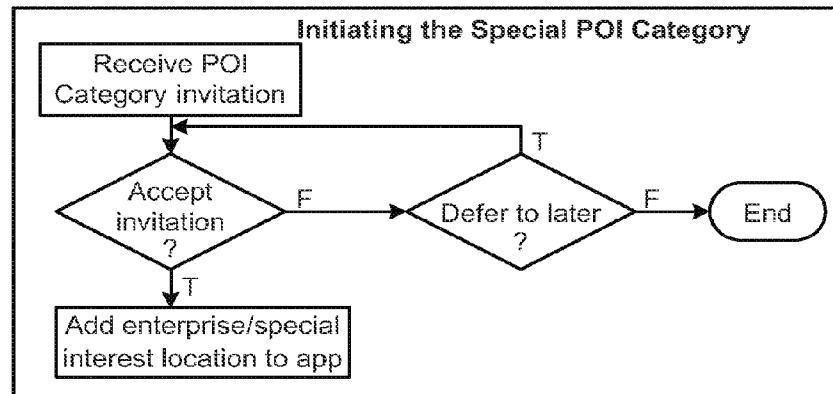 Initiating the Special POI Category
Receive POI
Category invitation
T
Accept
invitation
?
F
Defer to later
?
F
End
T
Add enterprise/special
interest location to app